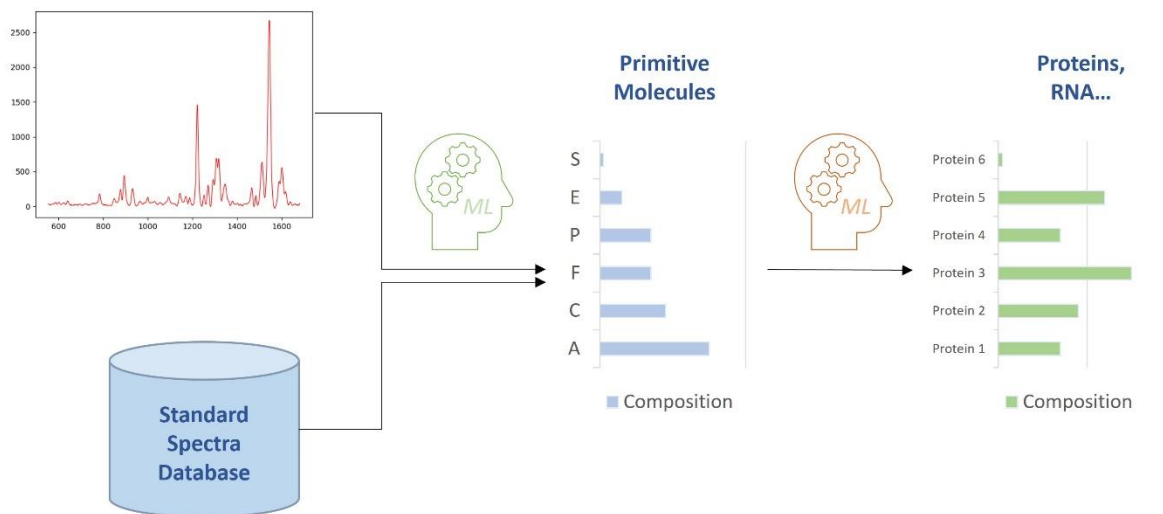 2500
2000
1500
1000
500
0
600
800
1000
1200
1400
1600
Standard
Spectra
Database
ML
Primitive
Molecules
S
E
P
F
C
A
Composition
ML
Proteins,
RNA...
Protein 6
Protein 5
Protein 4
Protein 3
Protein 2
Protein 1
Composition